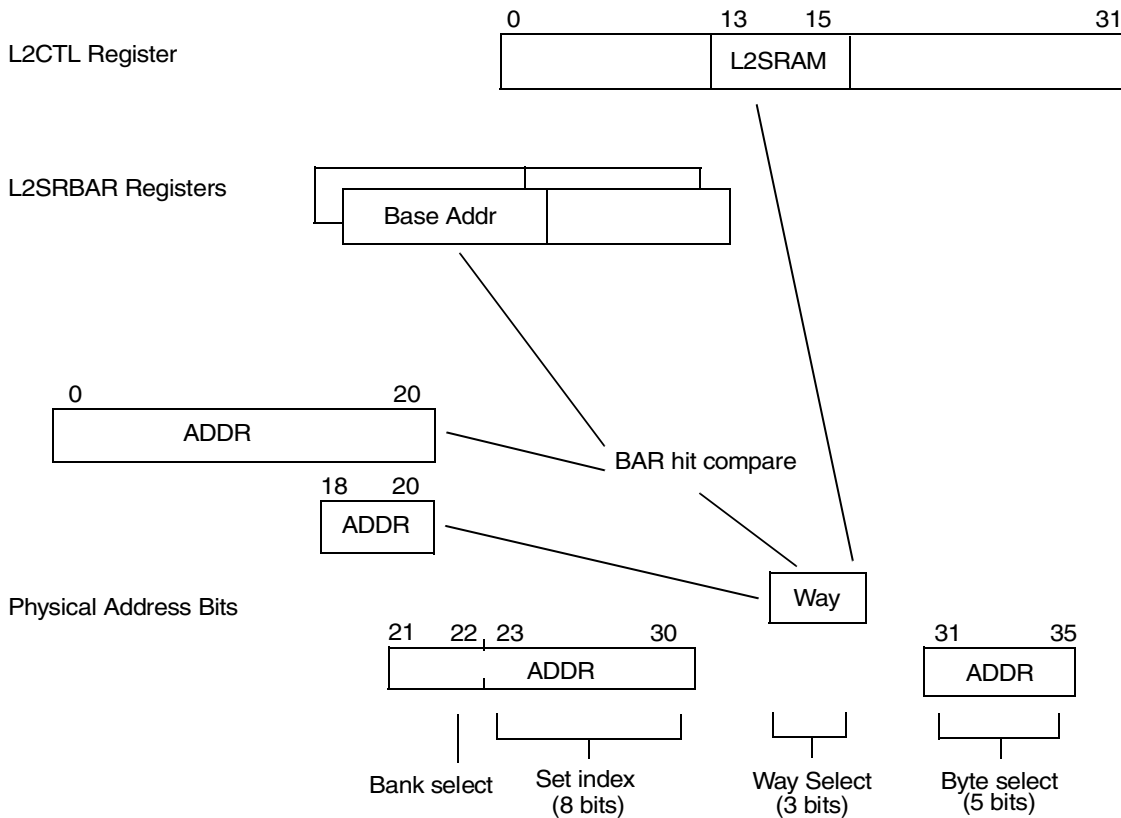 0 13 15 31
L2CTL Register
L2SRAM
L2SRBAR Registers
Base Addr
0 20
ADDR
BAR hit compare
18 20
ADDR
Way
Physical Address Bits
21 22 23 30
31 35
ADDR
ADDR
Bank select
Set index
(8 bits)
Way Select
(3 bits)
Byte select
(5 bits)